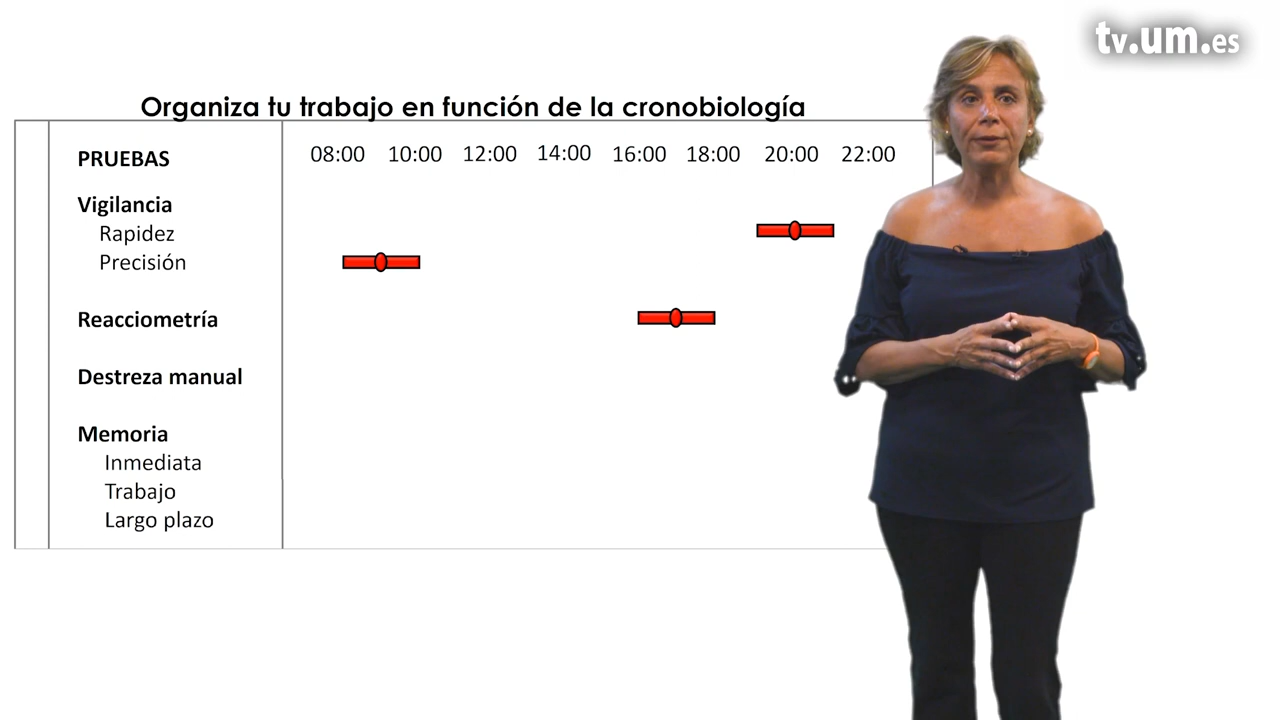 tv.um.es
Organiza tu trabajo en función de la cronobiología
PRUEBAS 08:00 10:00 12:00 14:00 16:00 18:00 20:00 22:00
Vigilancia
Rapidez
Precisión
Reacciometría
Destreza manual
Memoria
Inmediata
Trabajo
Largo plazo